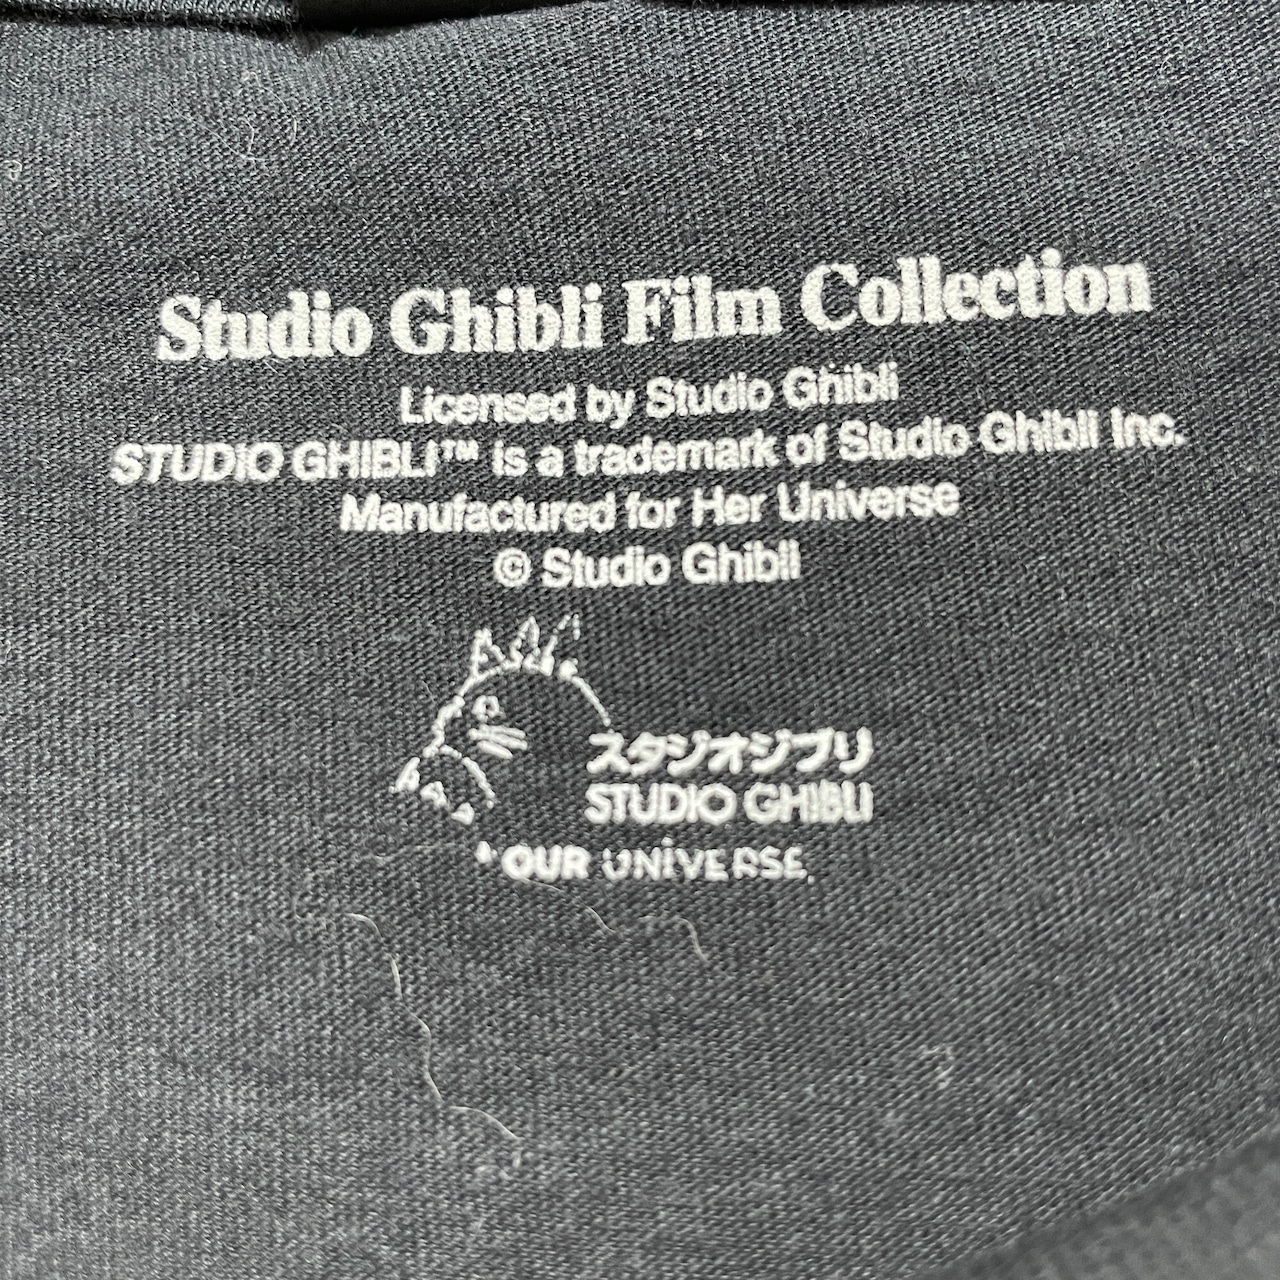 Studio Ghibli Film Collection
Licensed by Studio Ghibli
STUDIO GHIBLI™ is a trademark of Studio Ghibli Inc.
Manufactured for Her Universe
© Studio Ghibli
スタジオジブリ
STUDIO GHIBLI
OUR UNIVERSE